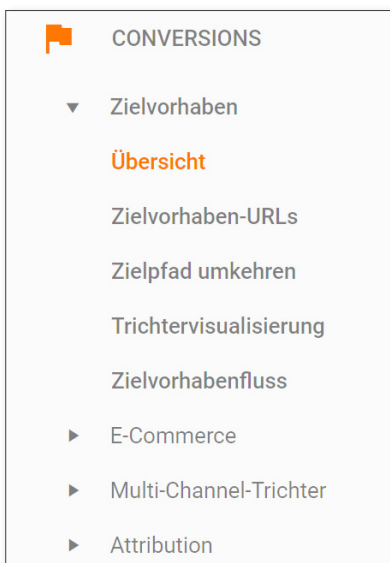 CONVERSIONS
Zielvorhaben
Übersicht
Zielvorhaben-URLs
Zielpfad umkehren
Trichtervisualisierung
Zielvorhabenfluss
E-Commerce
Multi-Channel-Trichter
Attribution